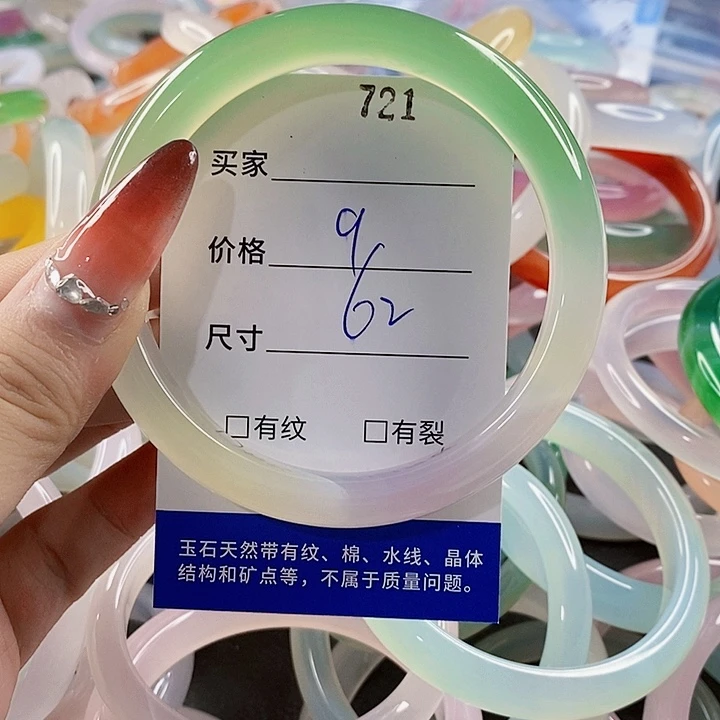 721
买家
价格 9/
尺寸 62
□有纹 □有裂
玉石天然带有纹、棉、水线、晶体
结构和矿点等，不属于质量问题。